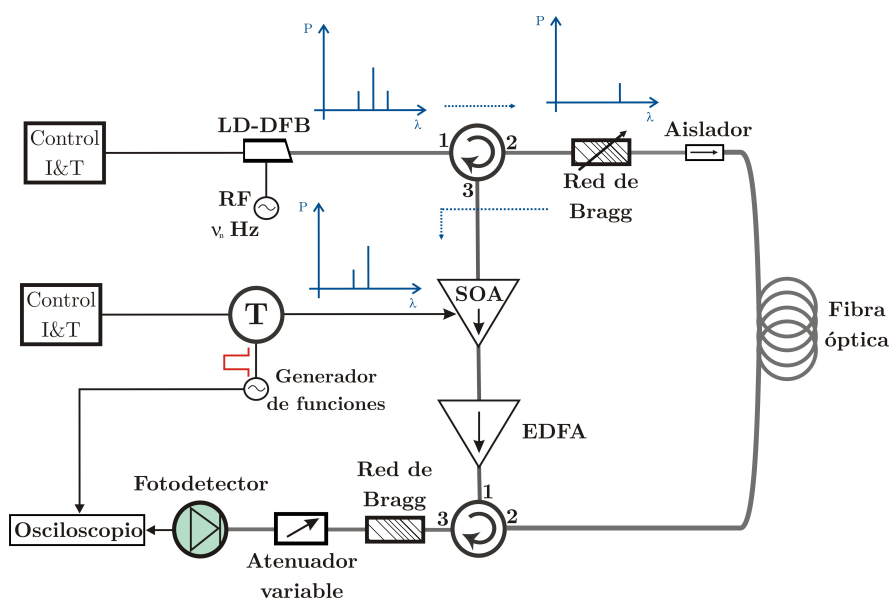 P
λ
P
λ
Control
I&T
LD-DFB
1
2
3
Aislador
Red de
Bragg
RF
Hz
P
λ
Control
I&T
T
SOA
Fibra
óptica
Generador
de funciones
EDFA
Fotodetector
Red de
Bragg
1
2
3
Osciloscopio
Atenuador
variable